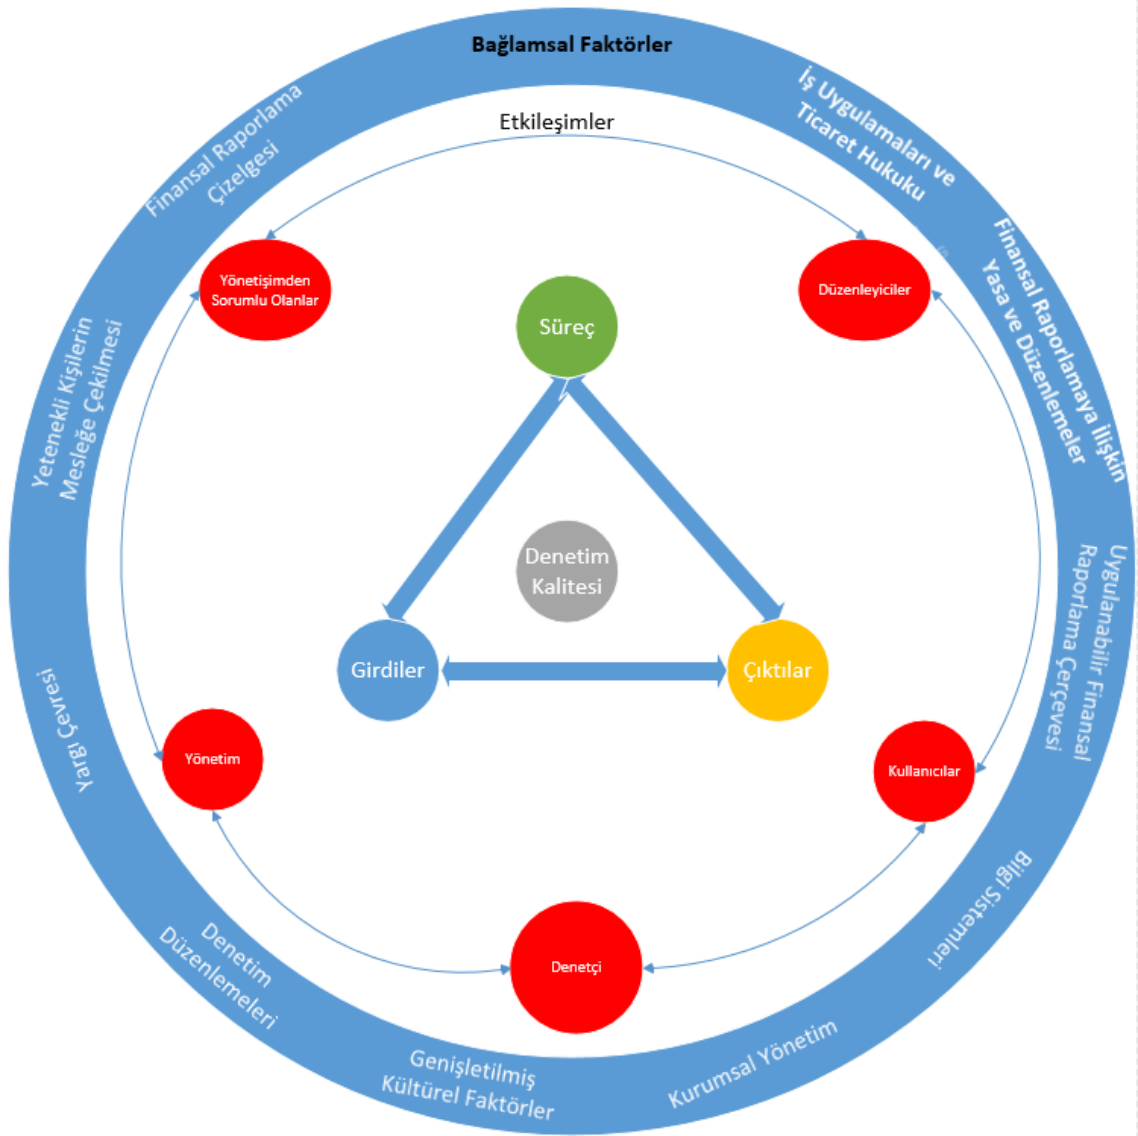 Bağlamsal Faktörler
İş Uygulamaları ve
Ticaret Hukuku
Finansal Raporlamaya İlişkin
Yasa ve Düzenlemeler
Uygulanabilir Finansal
Raporlama Çerçevesi
Bilgi Sistemleri
Kurumsal Yönetim
Genişletilmiş
Kültürel Faktörler
Denetim
Düzenlemeleri
Yargı Çevresi
Yetenekli Kişilerin
Mesleğe Çekilmesi
Finansal Raporlama
Çizelgesi
Etkileşimler
Yönetişimden
Sorumlu Olanlar
Düzenleyiciler
Süreç
Denetim
Kalitesi
Girdiler
Çıktılar
Yönetim
Kullanıcılar
Denetçi